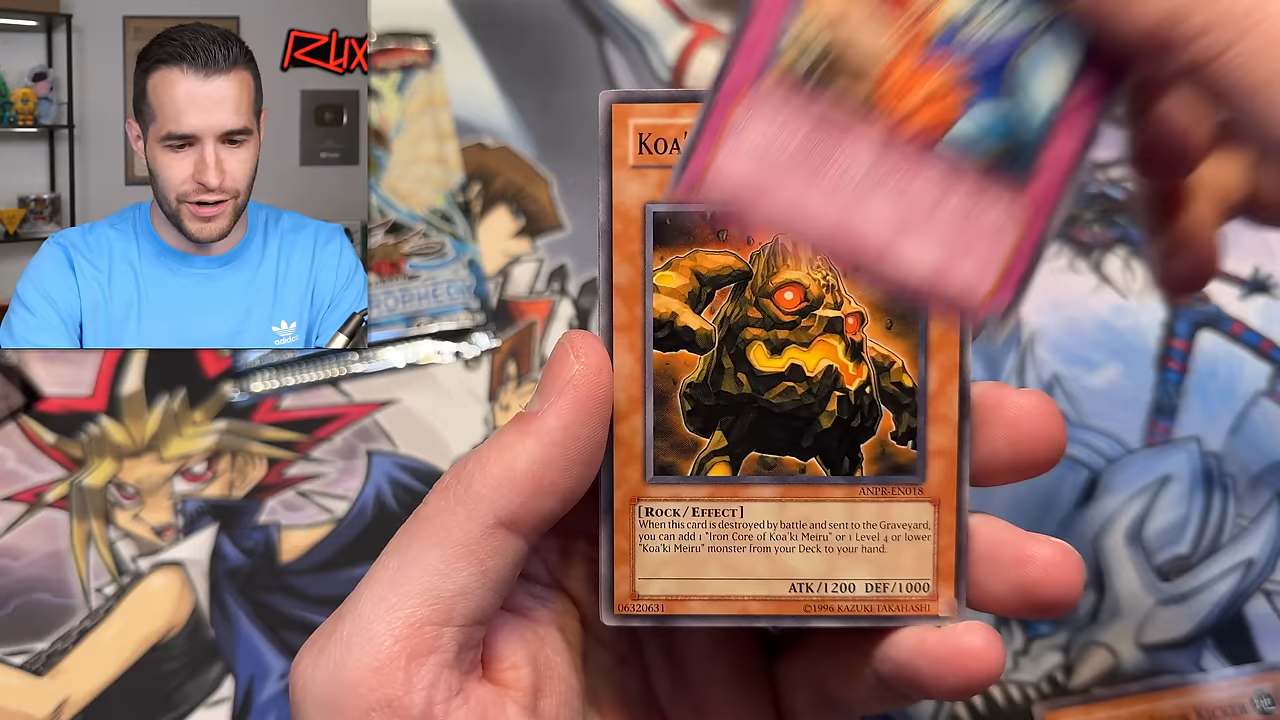 RUX
adidas
KOA'
ANPR-EN018
[ROCK/EFFECT]
When this card is destroyed by battle and sent to the Graveyard,
you can add 1 "Iron Core of Koa'ki Meiru" or 1 Level 4 or lower
"Koa'ki Meiru" monster from your Deck to your hand.
ATK/1200 DEF/1000
06320631
©1996 KAZUKI TAKAHASHI